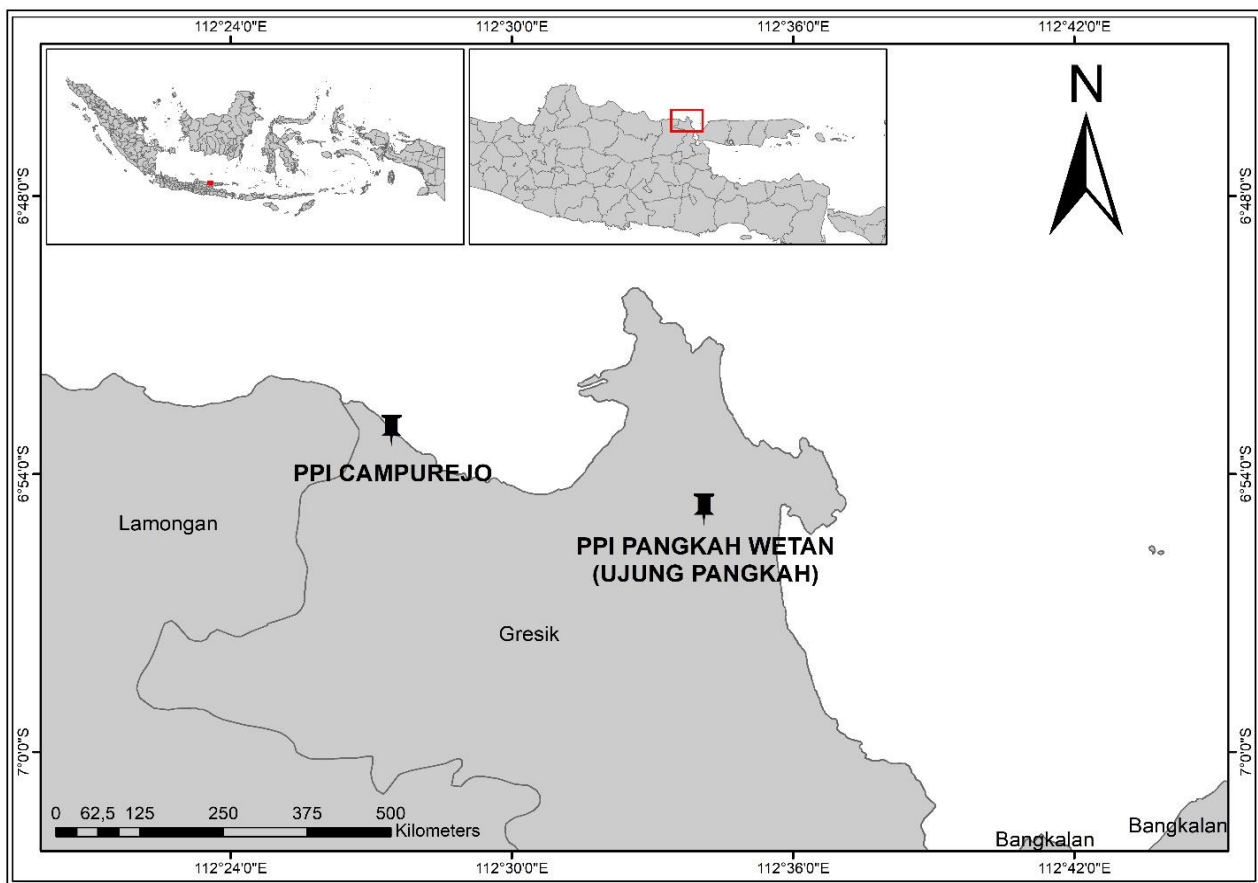 112°24'0"E
112°30'0"E
112°36'0"E
112°42'0"E
N
6°48'0"S
6°48'0"S
PPI CAMPUREJO
6°54'0"S
6°54'0"S
Lamongan
PPI PANGKAH WETAN
(UJUNG PANGKAH)
Gresik
7°0'0"S
7°0'0"S
0 62,5 125 250 375 500
Kilometers
Bangkalan
Bangkalan
112°24'0"E
112°30'0"E
112°36'0"E
112°42'0"E